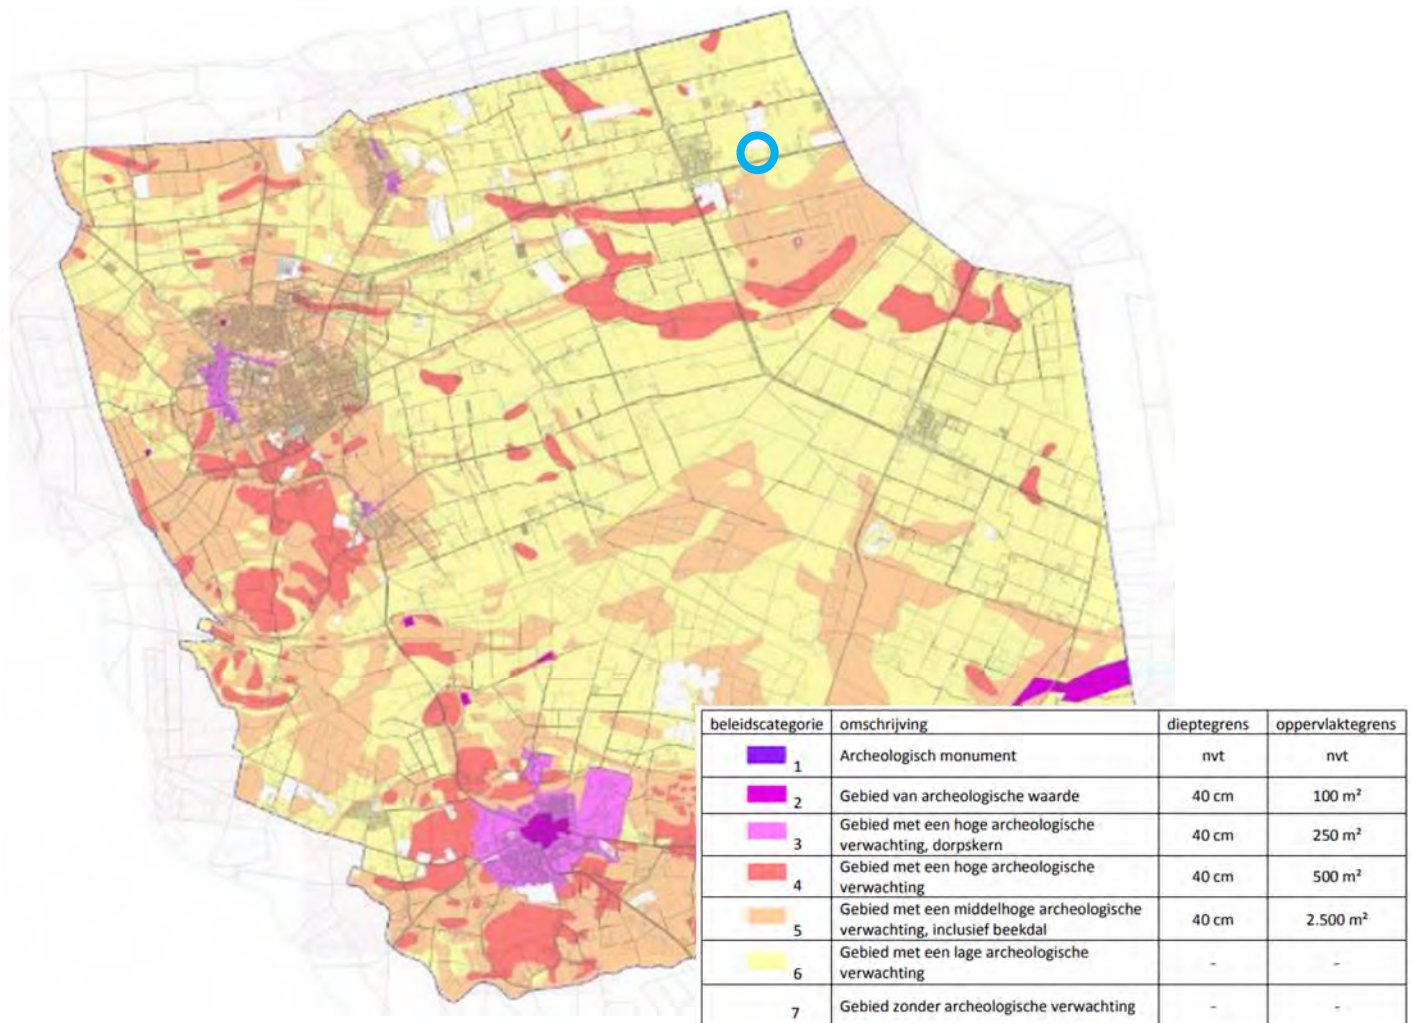 beleidscategorie omschrijving dieptegrens oppervlaktegrens
1 Archeologisch monument nvt nvt
2 Gebied van archeologische waarde 40 cm 100 m²
3 Gebied met een hoge archeologische
verwachting, dorpskern 40 cm 250 m²
4 Gebied met een hoge archeologische
verwachting 40 cm 500 m²
5 Gebied met een middelhoge archeologische
verwachting, inclusief beekdal 40 cm 2.500 m²
6 Gebied met een lage archeologische
verwachting - -
7 Gebied zonder archeologische verwachting - -